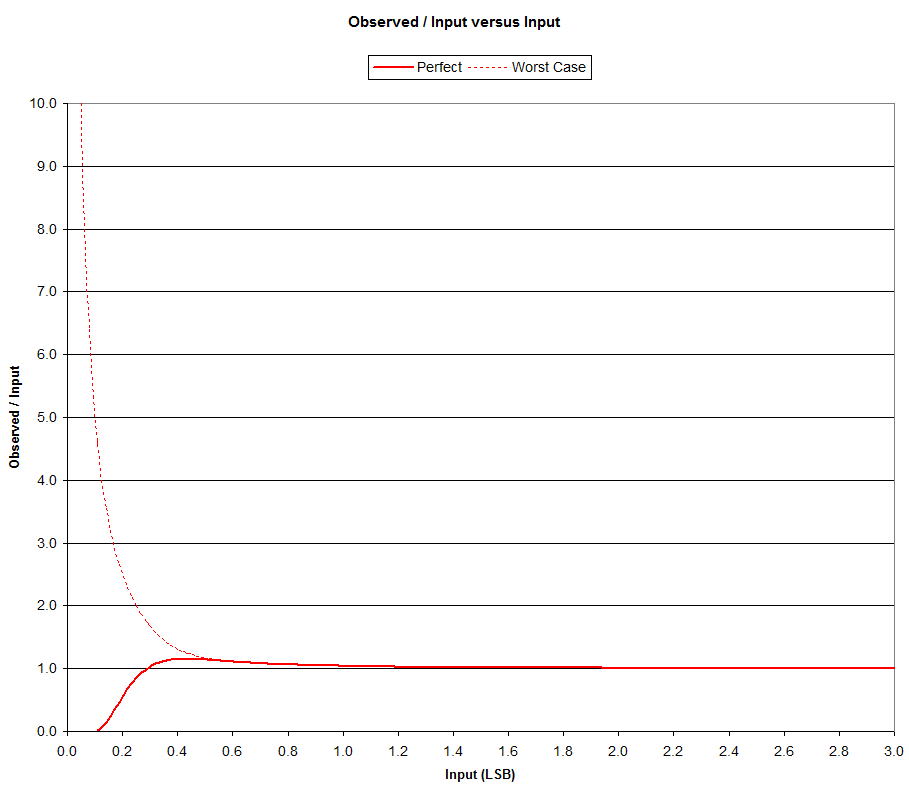 Observed / Input versus Input
Perfect Worst Case
10.0
9.0
8.0
7.0
6.0
5.0
4.0
3.0
2.0
1.0
0.0
Observed / Input
0.0 0.2 0.4 0.6 0.8 1.0 1.2 1.4 1.6 1.8 2.0 2.2 2.4 2.6 2.8 3.0
Input (LSB)